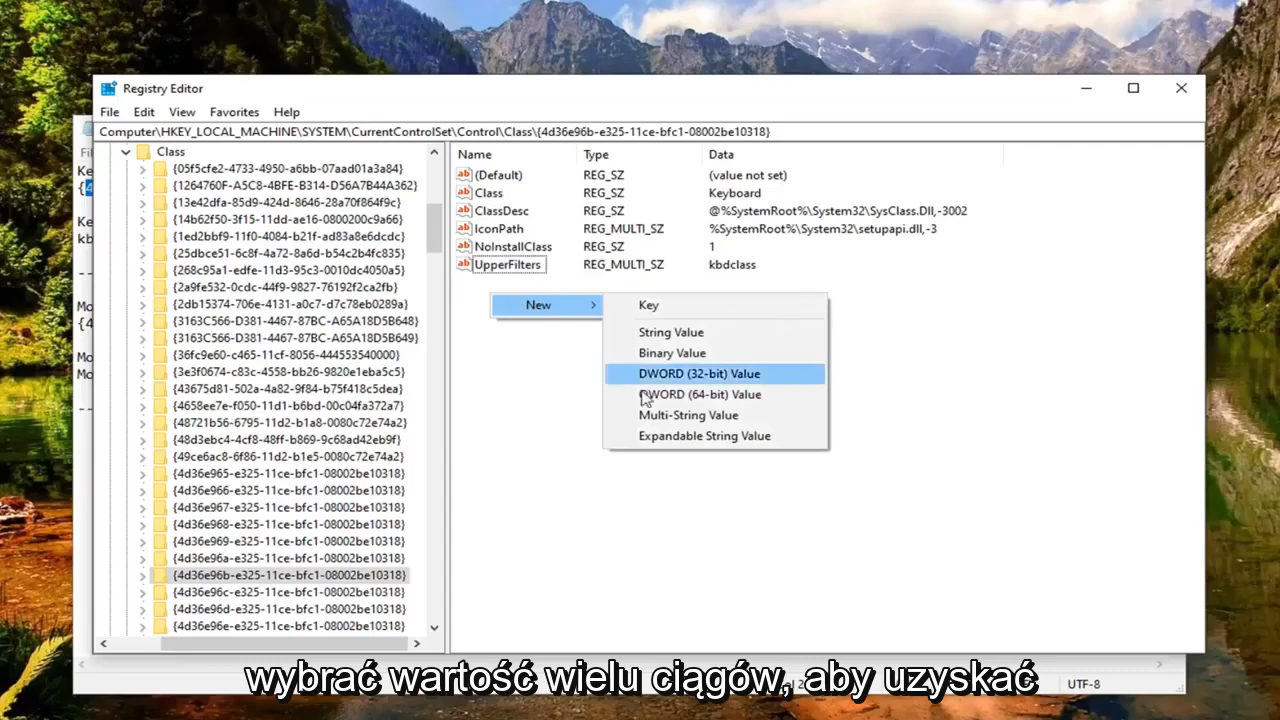 Registry Editor
File Edit View Favorites Help
Computer\HKEY_LOCAL_MACHINE\SYSTEM\CurrentControlSet\Control\Class\{4d36e96b-e325-11ce-bfc1-08002be10318}
Class
{05f5cfe2-4733-4950-a6bb-07aad01a3a84}
{1264760F-A5C8-4BFE-B314-D56A7B44A362}
{13e42dfa-85d9-424d-8646-28a70f864f9c}
{14b62f50-3f15-11dd-ae16-0800200c9a66}
{1ed2bbf9-11f0-4084-b21f-ad83a8e6dcdc}
{25dbce51-6c8f-4a72-8a6d-b54c2b4fc835}
{268c95a1-edfe-11d3-95c3-0010dc4050a5}
{2a9fe532-0cdc-44f9-9827-76192f2ca2fb}
{2db15374-706e-4131-a0c7-d7c78eb0289a}
{3163C566-D381-4467-87BC-A65A18D5B648}
{3163C566-D381-4467-87BC-A65A18D5B649}
{36fc9e60-c465-11cf-8056-444553540000}
{3e3f0674-c83c-4558-bb26-9820e1eba5c5}
{43675d81-502a-4a82-9f84-b75f418c5dea}
{4658ee7e-f050-11d1-b6bd-00c04fa372a7}
{48721b56-6795-11d2-b1a8-0080c72e74a2}
{48d3ebc4-4cf8-48ff-b869-9c68ad42eb9f}
{49ce6ac8-6f86-11d2-b1e5-0080c72e74a2}
{4d36e965-e325-11ce-bfc1-08002be10318}
{4d36e966-e325-11ce-bfc1-08002be10318}
{4d36e967-e325-11ce-bfc1-08002be10318}
{4d36e968-e325-11ce-bfc1-08002be10318}
{4d36e969-e325-11ce-bfc1-08002be10318}
{4d36e96a-e325-11ce-bfc1-08002be10318}
{4d36e96b-e325-11ce-bfc1-08002be10318}
{4d36e96c-e325-11ce-bfc1-08002be10318}
{4d36e96d-e325-11ce-bfc1-08002be10318}
{4d36e96e-e325-11ce-bfc1-08002be10318}
Name Type Data
(Default) REG_SZ (value not set)
Class REG_SZ Keyboard
ClassDesc REG_SZ @%SystemRoot%\System32\SysClass.Dll,-3002
IconPath REG_MULTI_SZ %SystemRoot%\System32\setupapi.dll,-3
NoInstallClass REG_SZ 1
UpperFilters REG_MULTI_SZ kbdclass
New
Key
String Value
Binary Value
DWORD (32-bit) Value
QWORD (64-bit) Value
Multi-String Value
Expandable String Value
wybrać wartość wielu ciągów, aby uzyskać
UTF-8